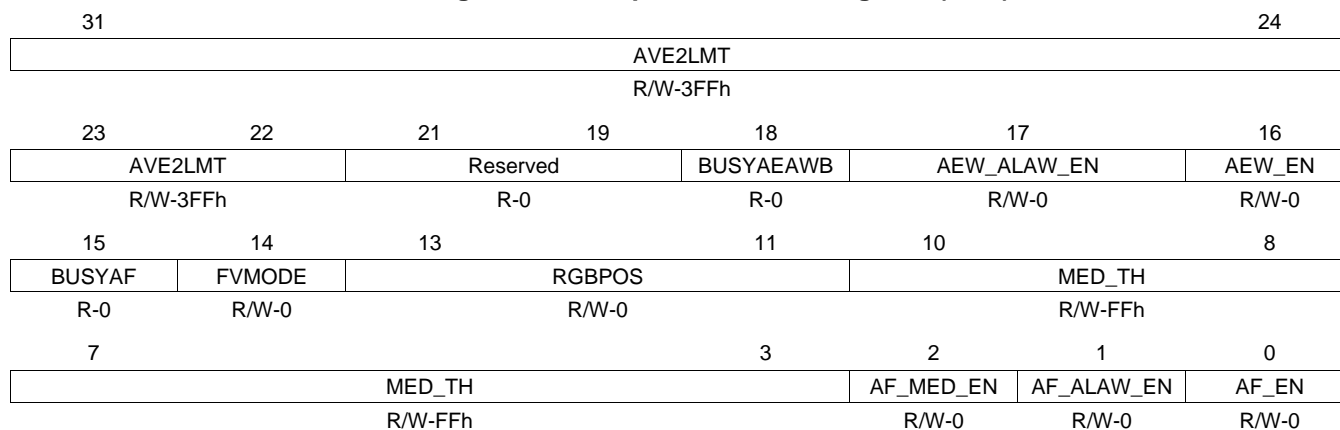 31 24
AVE2LMT
R/W-3FFh
23 22 21 19 18 17 16
AVE2LMT Reserved BUSYAEAWB AEW_ALAW_EN AEW_EN
R/W-3FFh R-0 R-0 R/W-0 R/W-0
15 14 13 11 10 8
BUSYAF FVMODE RGBPOS MED_TH
R-0 R/W-0 R/W-0 R/W-FFh
7 3 2 1 0
MED_TH AF_MED_EN AF_ALAW_EN AF_EN
R/W-FFh R/W-0 R/W-0 R/W-0